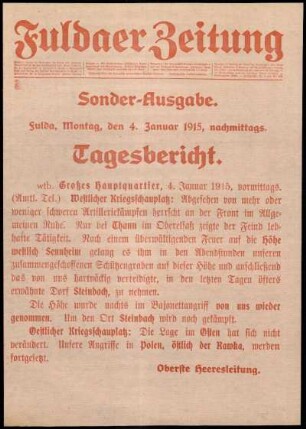 Fuldaer Zeitung
Sonder-Ausgabe.
Fulda, Montag, den 4. Januar 1915, nachmittags.
Tagesbericht.
wtb. Großes Hauptquartier, 4. Januar 1915, vormittags.
(Amtl. Tel.) Westlicher Kriegsschauplatz: Abgesehen von mehr oder
weniger schweren Artilleriekämpfen herrscht an der Front im Allge-
meinen Ruhe. Nur bei Thann im Oberelsaß zeigte der Feind leb-
hafte Tätigkeit. Nach einem überwältigenden Feuer auf die Höhe
westlich Sennheim gelang es ihm in den Abendstunden unseren
zusammengeschossenen Schützengraben auf dieser Höhe und anschließend
das von uns hartnäckig verteidigte, in den letzten Tagen öfters
erwähnte Dorf Steinbach, zu nehmen.
Die Höhe wurde nachts im Bajonettangriff von uns wieder
genommen. Um den Ort Steinbach wird noch gekämpft.
Oestlicher Kriegsschauplatz: Die Lage im Osten hat sich nicht
verändert. Unsere Angriffe in Polen, östlich der Rawka, werden
fortgesetzt.
Oberste Heeresleitung.